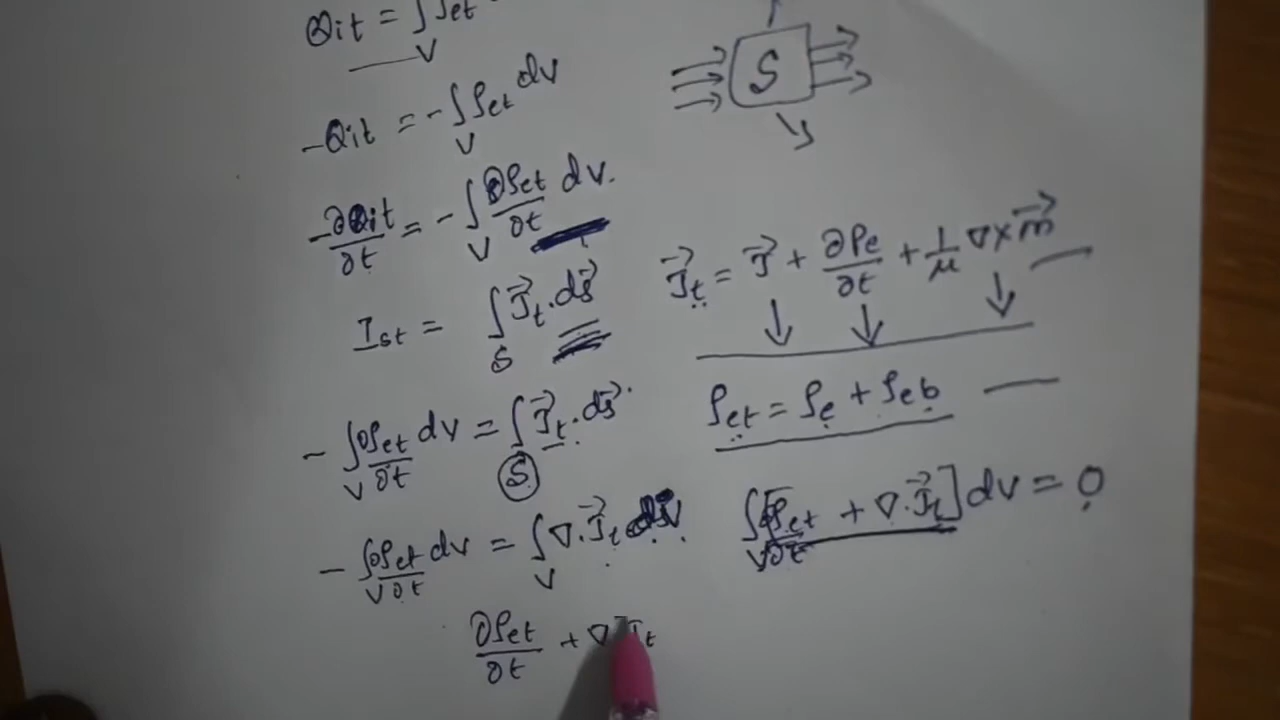 Qit = ∫V ρet
-Qit = -∫V ρet dv
-∂Qit/∂t = -∫V ∂ρet/∂t dv.
Ist = ∫S J⃗t · ds⃗
-∫V ∂ρet/∂t dv = ∫S J⃗t · ds⃗
-∫V ∂ρet/∂t dv = ∫V ∇·J⃗t dv
∂ρet/∂t + ∇ Jt
S
J⃗t = J⃗ + ∂Pe/∂t + 1/μ ∇×m⃗
ρet = ρe + ρeb
∫V [∂ρet/∂t + ∇·J⃗t] dv = 0